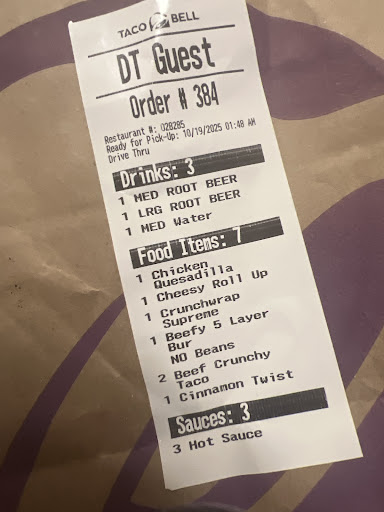 TACO BELL
DT Guest
Order # 384
Restaurant #: 028285
Ready for Pick-Up: 10/19/2025 01:48 AM
Drive Thru
Drinks: 3
1 MED ROOT BEER
1 LRG ROOT BEER
1 MED Water
Food Items: 7
1 Chicken
Quesadilla
1 Cheesy Roll Up
1 Crunchwrap
Supreme
1 Beefy 5 Layer
Bur
NO Beans
2 Beef Crunchy
Taco
1 Cinnamon Twist
Sauces: 3
3 Hot Sauce